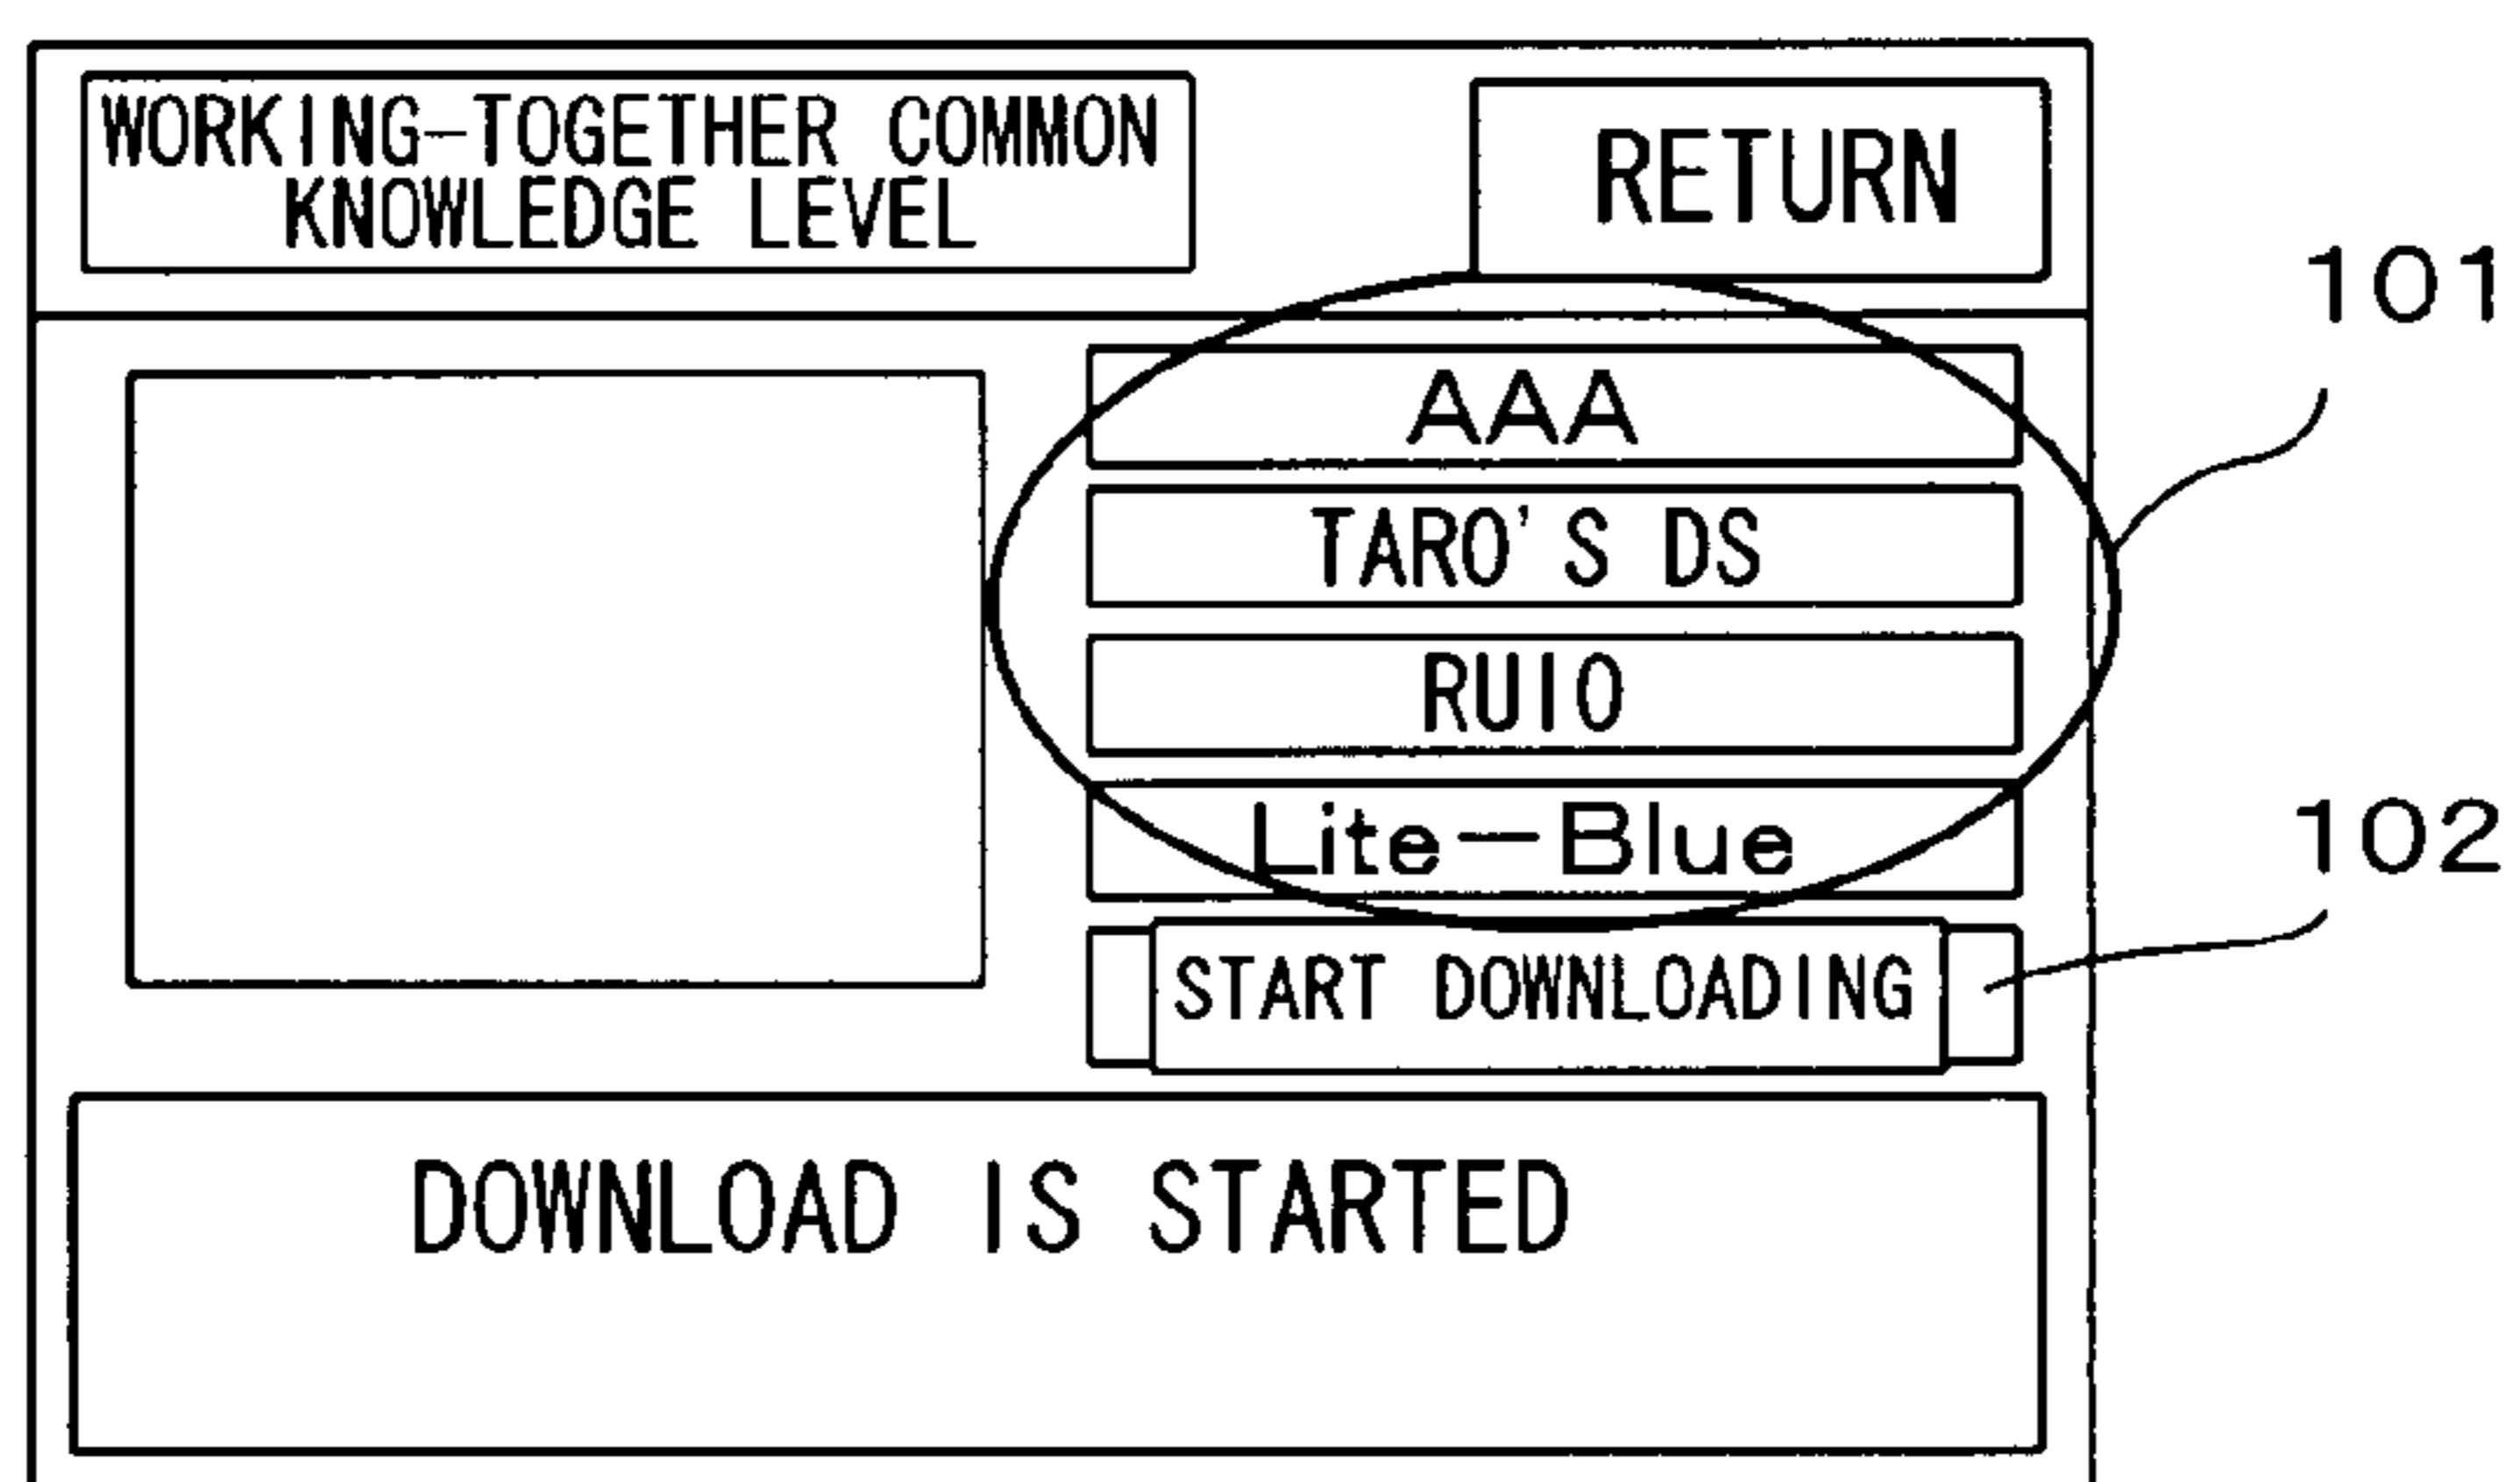 WORKING-TOGETHER COMMON
KNOWLEDGE LEVEL
RETURN
101
AAA
TARO'S DS
RUIO
Lite-Blue
102
START DOWNLOADING
DOWNLOAD IS STARTED